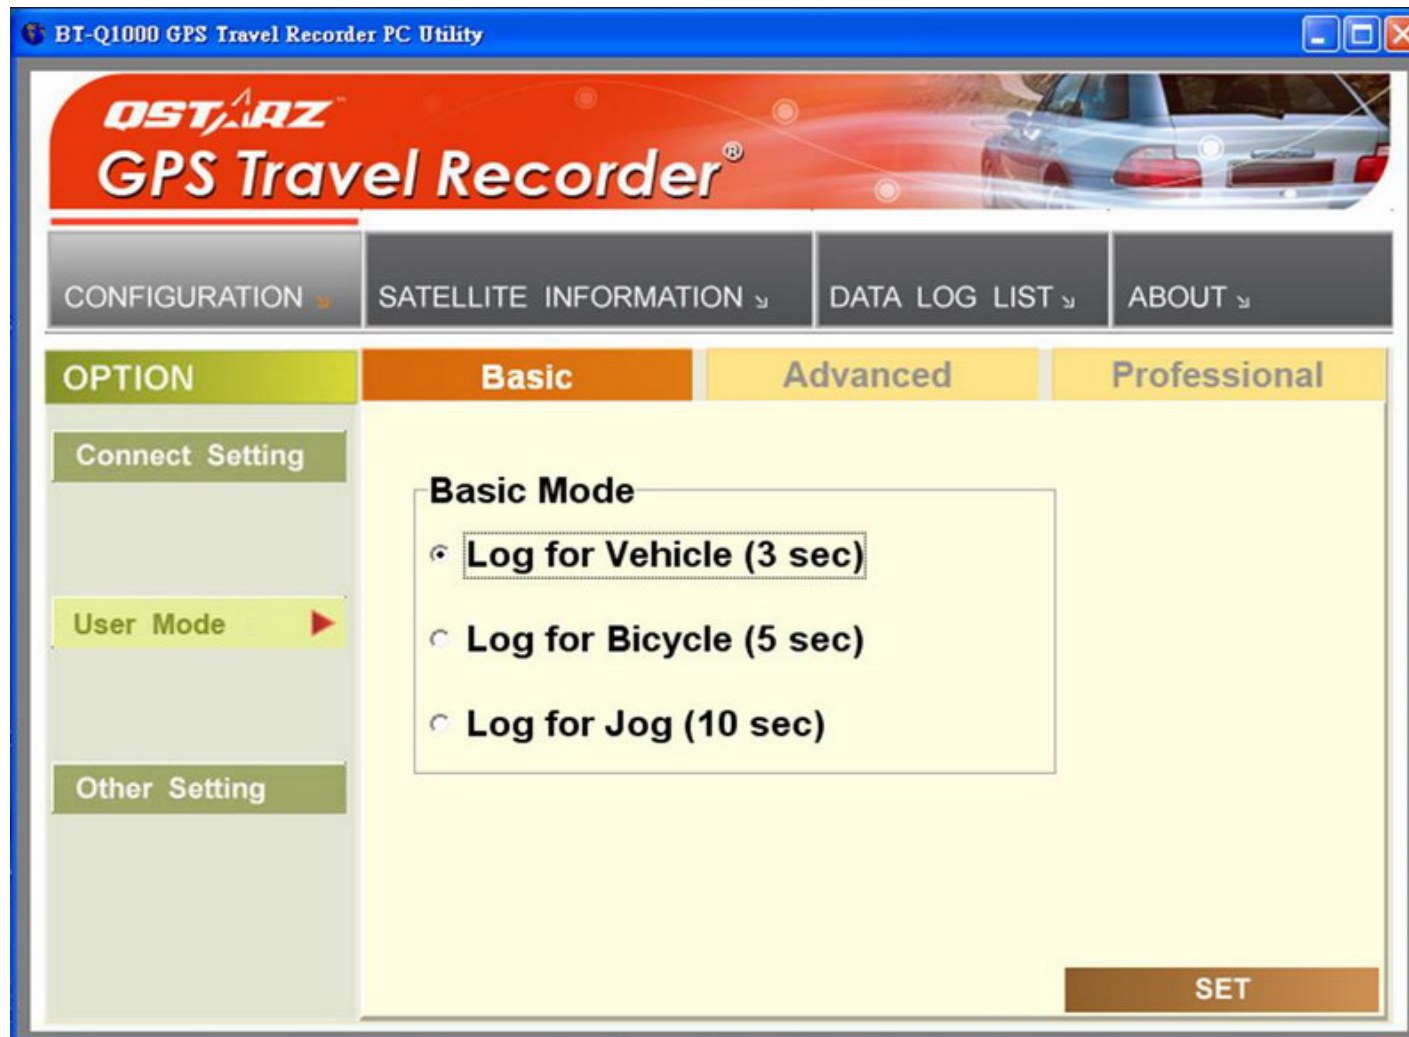 BT-Q1000 GPS Travel Recorder PC Utility
QSTARZ
GPS Travel Recorder®
CONFIGURATION
SATELLITE INFORMATION
DATA LOG LIST
ABOUT
OPTION
Basic
Advanced
Professional
Connect Setting
User Mode
Other Setting
Basic Mode
Log for Vehicle (3 sec)
Log for Bicycle (5 sec)
Log for Jog (10 sec)
SET